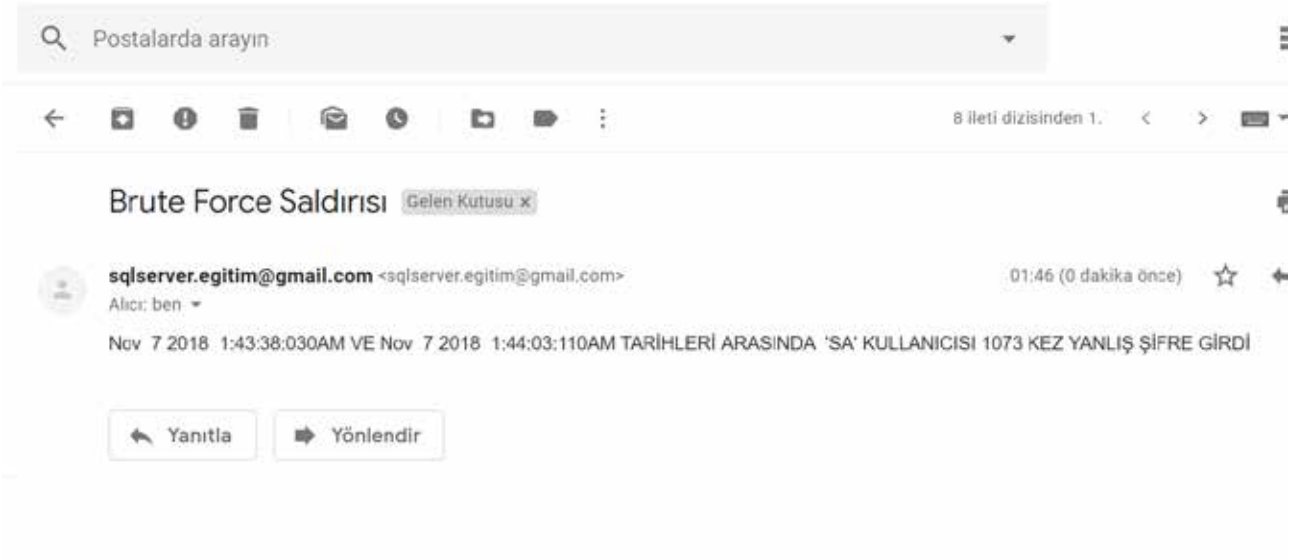 Postalarda arayın
8 ileti dizisinden 1.
Brute Force Saldırısı Gelen Kutusu x
sqlserver.egitim@gmail.com <sqlserver.egitim@gmail.com> 01:46 (0 dakika önce)
Alıcı: ben
Nov 7 2018 1:43:38:030AM VE Nov 7 2018 1:44:03:110AM TARİHLERİ ARASINDA 'SA' KULLANICISI 1073 KEZ YANLIŞ ŞİFRE GİRDİ
Yanıtla Yönlendir